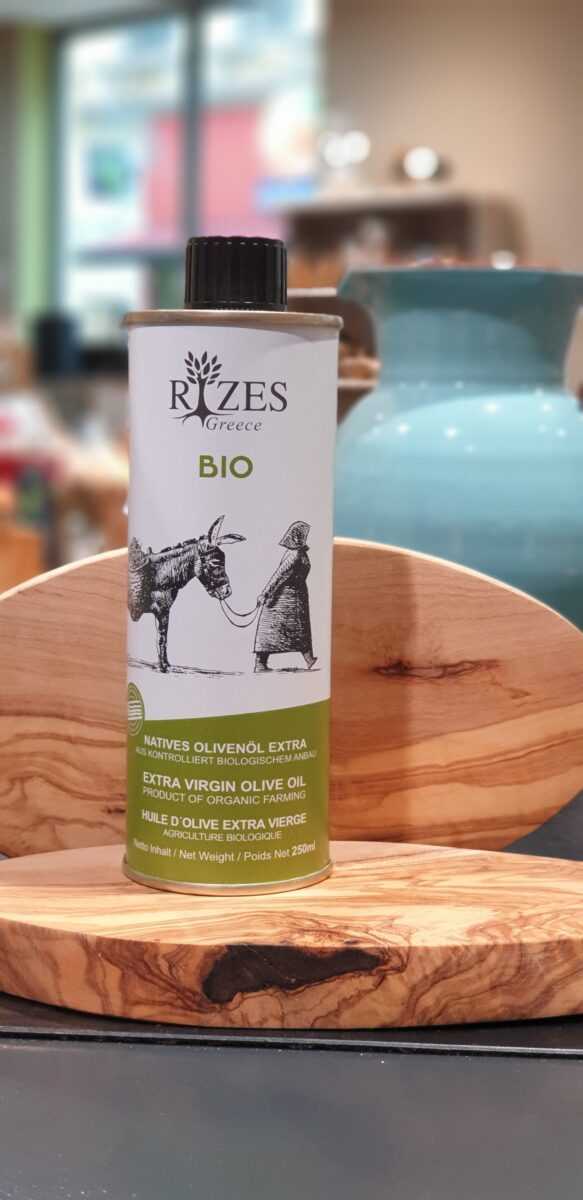 RIZES
Greece
BIO
NATIVES OLIVENÖL EXTRA
AUS KONTROLLIERT BIOLOGISCHEM ANBAU
EXTRA VIRGIN OLIVE OIL
PRODUCT OF ORGANIC FARMING
HUILE D´OLIVE EXTRA VIERGE
AGRICULTURE BIOLOGIQUE
Netto Inhalt / Net Weight / Poids Net 250ml